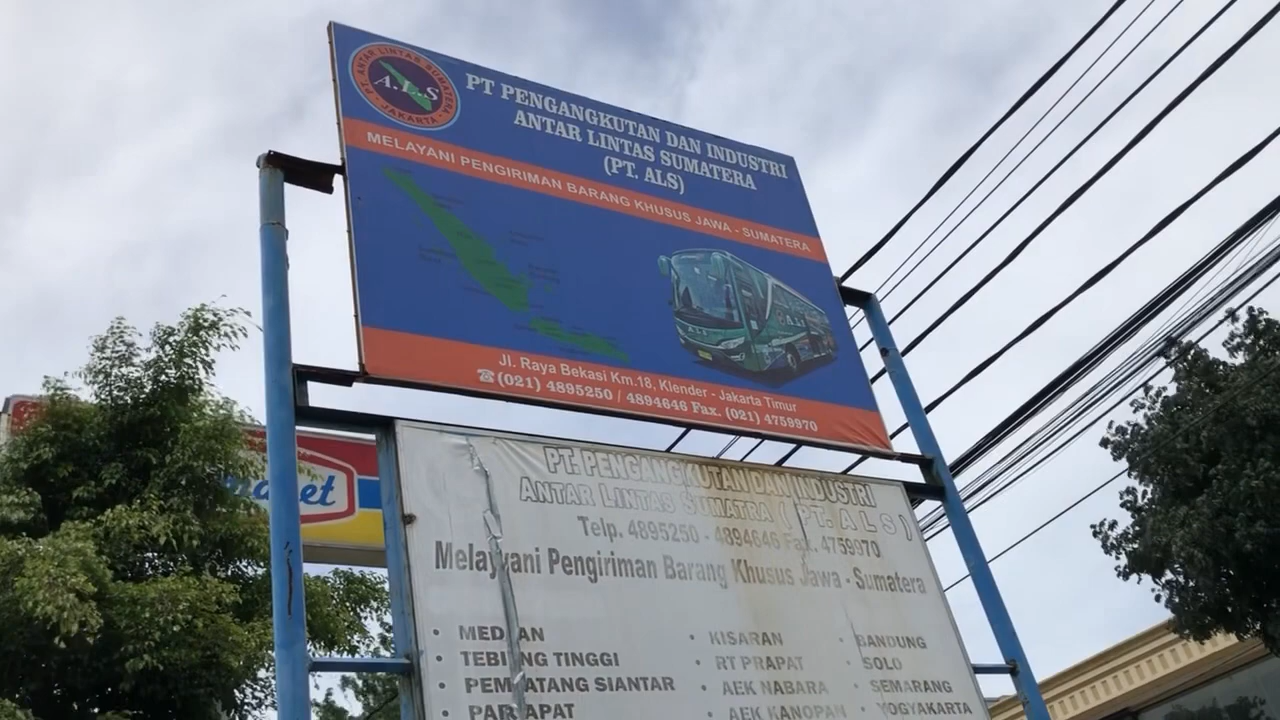 PT. ANTAR LINTAS SUMATERA
A.L.S
JAKARTA
PT PENGANGKUTAN DAN INDUSTRI
ANTAR LINTAS SUMATERA
(PT. ALS)
MELAYANI PENGIRIMAN BARANG KHUSUS JAWA - SUMATERA
A.L.S
Jl. Raya Bekasi Km.18, Klender - Jakarta Timur
☎(021) 4895250 / 4894646 Fax. (021) 4759970
PT. PENGANGKUTAN DAN INDUSTRI
ANTAR LINTAS SUMATRA ( PT. A L S )
Telp. 4895250 - 4894646 Fax. 4759970
Melayani Pengiriman Barang Khusus Jawa - Sumatera
• MEDAN
• TEBING TINGGI
• PEMATANG SIANTAR
• PARAPAT
• KISARAN
• RT PRAPAT
• AEK NABARA
• AEK KANOPAN
• BANDUNG
• SOLO
• SEMARANG
• YOGYAKARTA